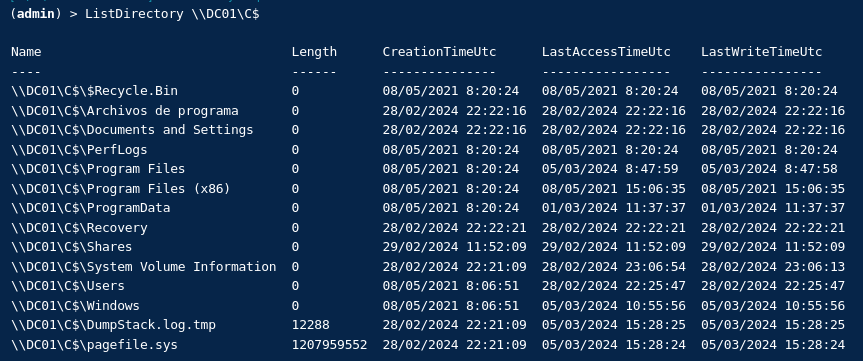 (admin) > ListDirectory \\DC01\C$
Name Length CreationTimeUtc LastAccessTimeUtc LastWriteTimeUtc
---- ------ --------------- ----------------- ----------------
\\DC01\C$\$Recycle.Bin 0 08/05/2021 8:20:24 08/05/2021 8:20:24 08/05/2021 8:20:24
\\DC01\C$\Archivos de programa 0 28/02/2024 22:22:16 28/02/2024 22:22:16 28/02/2024 22:22:16
\\DC01\C$\Documents and Settings 0 28/02/2024 22:22:16 28/02/2024 22:22:16 28/02/2024 22:22:16
\\DC01\C$\PerfLogs 0 08/05/2021 8:20:24 08/05/2021 8:20:24 08/05/2021 8:20:24
\\DC01\C$\Program Files 0 08/05/2021 8:20:24 05/03/2024 8:47:59 05/03/2024 8:47:58
\\DC01\C$\Program Files (x86) 0 08/05/2021 8:20:24 08/05/2021 15:06:35 08/05/2021 15:06:35
\\DC01\C$\ProgramData 0 08/05/2021 8:20:24 01/03/2024 11:37:37 01/03/2024 11:37:37
\\DC01\C$\Recovery 0 28/02/2024 22:22:21 28/02/2024 22:22:21 28/02/2024 22:22:21
\\DC01\C$\Shares 0 29/02/2024 11:52:09 29/02/2024 11:52:09 29/02/2024 11:52:09
\\DC01\C$\System Volume Information 0 28/02/2024 22:21:09 28/02/2024 23:06:54 28/02/2024 23:06:13
\\DC01\C$\Users 0 08/05/2021 8:06:51 28/02/2024 22:25:47 28/02/2024 22:25:47
\\DC01\C$\Windows 0 08/05/2021 8:06:51 05/03/2024 10:55:56 05/03/2024 10:55:56
\\DC01\C$\DumpStack.log.tmp 12288 28/02/2024 22:21:09 05/03/2024 15:28:25 05/03/2024 15:28:25
\\DC01\C$\pagefile.sys 1207959552 28/02/2024 22:21:09 05/03/2024 15:28:24 05/03/2024 15:28:24